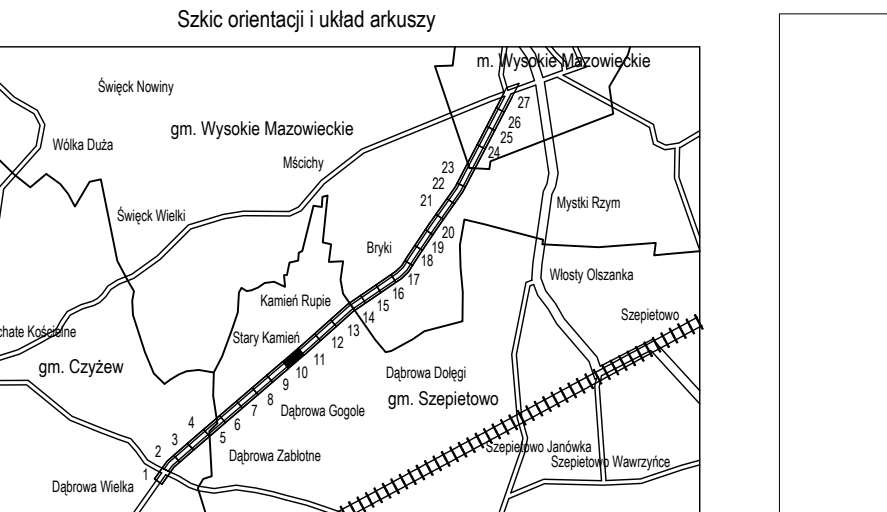 Szkic orientacji i układ arkuszy
m. Wysokie Mazowieckie
Święck Nowiny
27
gm. Wysokie Mazowieckie
26
25
Wólka Duża
24
Mścichy
23
22
21
Mystki Rzym
Święck Wielki
20
19
Bryki
18
17
Włosty Olszanka
16
Kamień Rupie
15
14
Szepietowo
13
chate Kościelne
12
Stary Kamień
11
gm. Czyżew
10
Dąbrowa Dołęgi
9
gm. Szepietowo
8
7
Dąbrowa Gogole
6
4
5
3
Szepietowo Janówka
2
Dąbrowa Zabłotne
Szepietowo Wawrzyńce
1
Dąbrowa Wielka